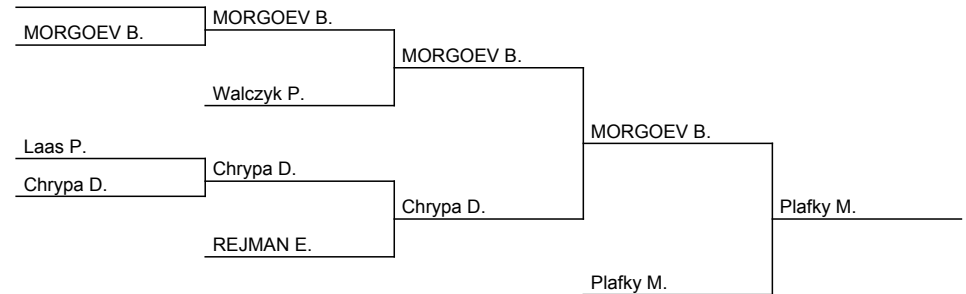 MORGOEV B.
MORGOEV B.
MORGOEV B.
Walczyk P.
MORGOEV B.
Laas P.
Chrypa D.
Chrypa D.
Chrypa D.
Plafky M.
REJMAN E.
Plafky M.